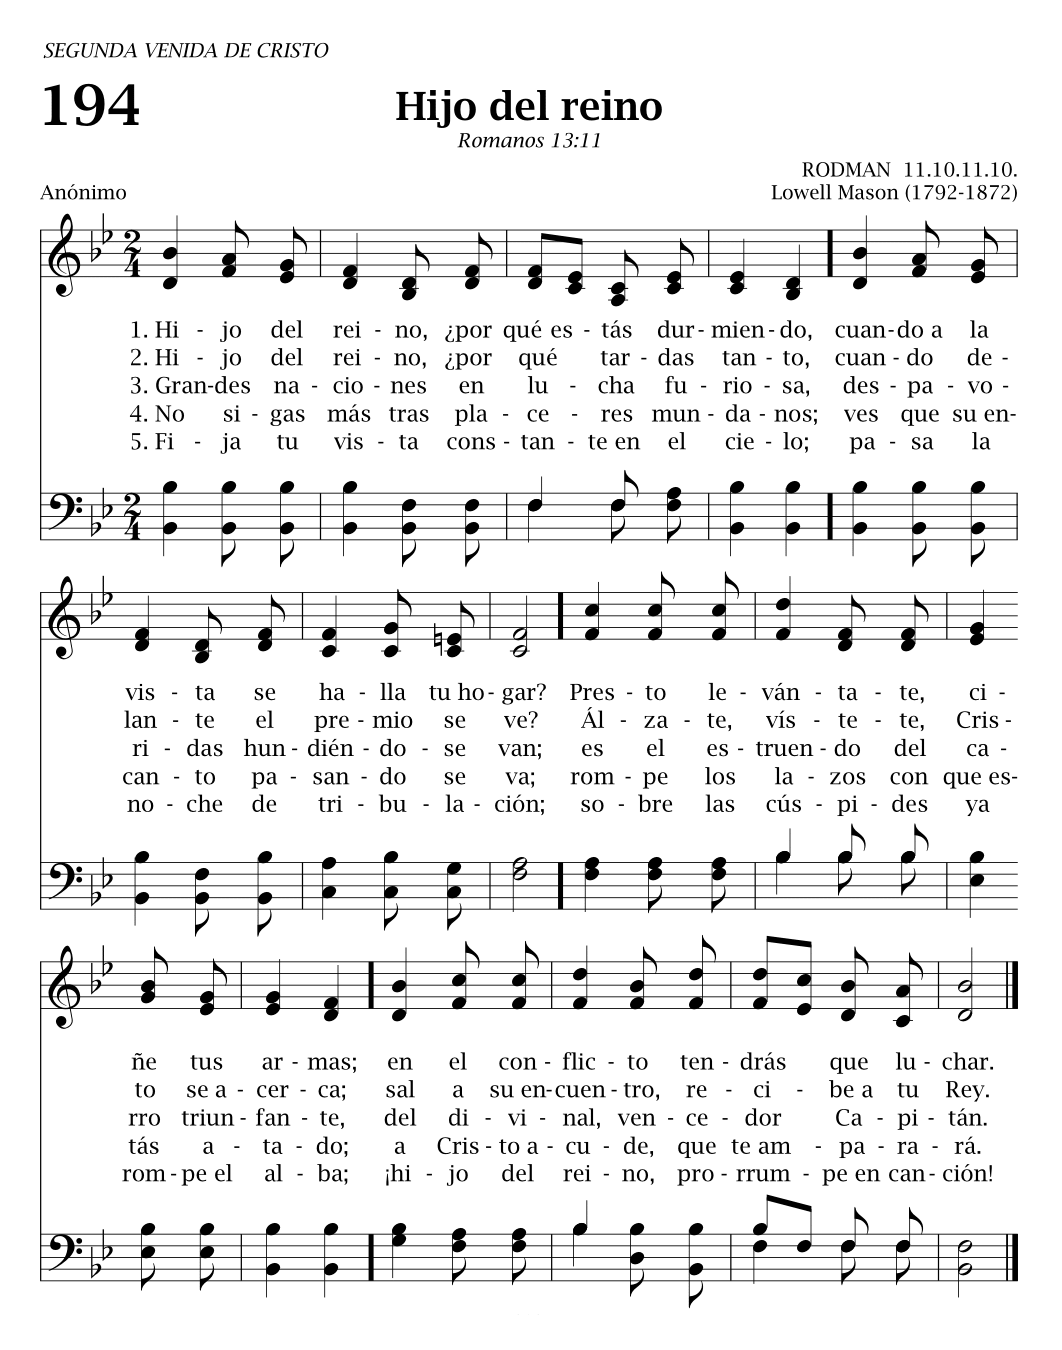 SEGUNDA VENIDA DE CRISTO
194
Hijo del reino
Romanos 13:11
RODMAN 11.10.11.10.
Anónimo
Lowell Mason (1792-1872)
1. Hi - jo del rei - no, ¿por qué es - tás dur - mien - do, cuan - do a la
2. Hi - jo del rei - no, ¿por qué tar - das tan - to, cuan - do de -
3. Gran - des na - cio - nes en lu - cha fu - rio - sa, des - pa - vo -
4. No si - gas más tras pla - ce - res mun - da - nos; ves que su en-
5. Fi - ja tu vis - ta cons - tan - te en el cie - lo; pa - sa la
vis - ta se ha - lla tu ho - gar? Pres - to le - ván - ta - te, ci -
lan - te el pre - mio se ve? Ál - za - te, vís - te - te, Cris -
ri - das hun - dién - do - se van; es el es - truen - do del ca -
can - to pa - san - do se va; rom - pe los la - zos con que es-
no - che de tri - bu - la - ción; so - bre las cús - pi - des ya
ñe tus ar - mas; en el con - flic - to ten - drás que lu - char.
to se a - cer - ca; sal a su en - cuen - tro, re - ci - be a tu Rey.
rro triun - fan - te, del di - vi - nal, ven - ce - dor Ca - pi - tán.
tás a - ta - do; a Cris - to a - cu - de, que te am - pa - ra - rá.
rom - pe el al - ba; ¡hi - jo del rei - no, pro - rrum - pe en can - ción!